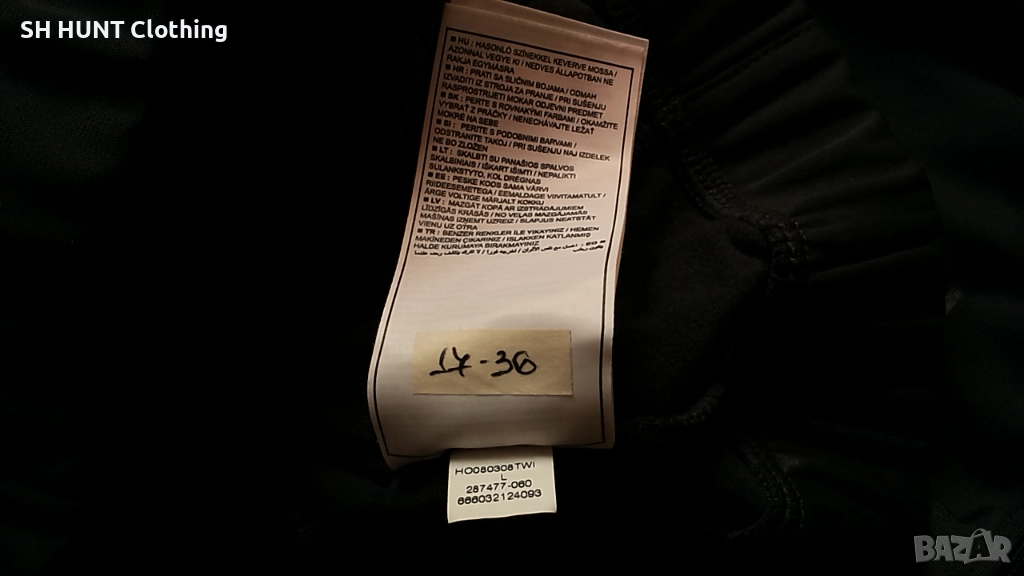 SH HUNT Clothing
■ HU : HASONLÓ SZÍNEKKEL KEVERVE MOSSA /
AZONNAL VEGYE KI / NEDVES ÁLLAPOTBAN NE
RAKJA EGYMÁSRA
■ HR : PRATI SA SLIČNIM BOJAMA / ODMAH
IZVADITI IZ STROJA ZA PRANJE / PRI SUŠENJU
RASPROSTRIJETI MOKAR ODJEVNI PREDMET
■ SK : PERTE S ROVNAKÝMI FARBAMI / OKAMŽITE
VYBRAŤ Z PRÁČKY / NENECHÁVAJTE LEŽAŤ
MOKRÉ NA SEBE
■ SI : PERITE S PODOBNIMI BARVAMI /
ODSTRANITE TAKOJ / PRI SUŠENJU NAJ IZDELEK
NE BO ZLOŽEN
■ LT : SKALBTI SU PANAŠIOS SPALVOS
SKALBINIAIS / IŠKART IŠIMTI / NEPALIKTI
SULANKSTYTO, KOL DRĖGNAS
■ EE : PESKE KOOS SAMA VÄRVI
RIIDEESEMETEGA / EEMALDAGE VIIVITAMATULT /
ÄRGE VOLTIGE MÄRJALT KOKKU
■ LV : MAZGĀT KOPĀ AR IZSTRĀDĀJUMIEM
LĪDZĪGĀS KRĀSĀS / NO VEĻAS MAZGĀJAMĀS
MAŠĪNAS IZŅEMT UZREIZ / SLAPJUS NEATSTĀT
VIENU UZ OTRA
■ TR : BENZER RENKLER İLE YIKAYINIZ / HEMEN
MAKİNEDEN ÇIKARINIZ / ISLAKKEN KATLANMIŞ
HALDE KURUMAYA BIRAKMAYINIZ
17-36
HO080308TWI
L
287477-060
666032124093
BAZAR